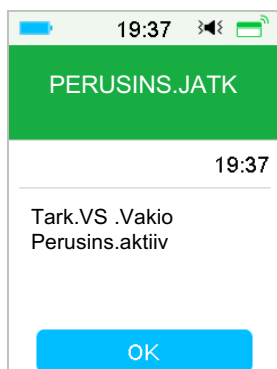 19:37
PERUSINS.JATK
19:37
Tark.VS .Vakio
Perusins.aktiiv
OK